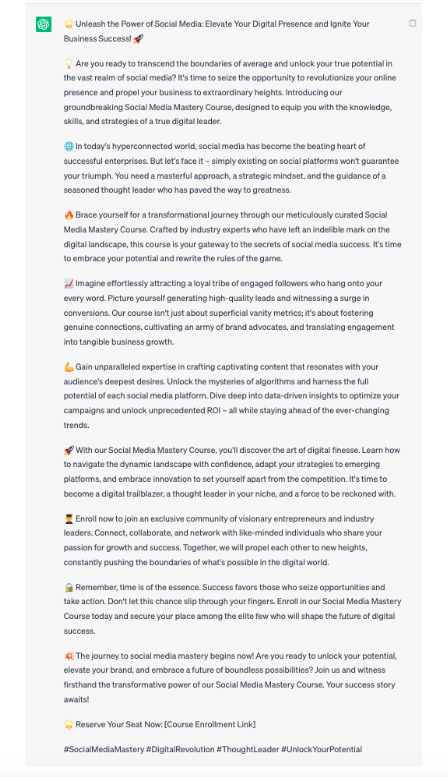 🌟 Unleash the Power of Social Media: Elevate Your Digital Presence and Ignite Your
Business Success! 🚀
💡 Are you ready to transcend the boundaries of average and unlock your true potential in
the vast realm of social media? It's time to seize the opportunity to revolutionize your online
presence and propel your business to extraordinary heights. Introducing our
groundbreaking Social Media Mastery Course, designed to equip you with the knowledge,
skills, and strategies of a true digital leader.
🌐 In today's hyperconnected world, social media has become the beating heart of
successful enterprises. But let's face it – simply existing on social platforms won't guarantee
your triumph. You need a masterful approach, a strategic mindset, and the guidance of a
seasoned thought leader who has paved the way to greatness.
🔥 Brace yourself for a transformational journey through our meticulously curated Social
Media Mastery Course. Crafted by industry experts who have left an indelible mark on the
digital landscape, this course is your gateway to the secrets of social media success. It's time
to embrace your potential and rewrite the rules of the game.
📈 Imagine effortlessly attracting a loyal tribe of engaged followers who hang onto your
every word. Picture yourself generating high-quality leads and witnessing a surge in
conversions. Our course isn't just about superficial vanity metrics; it's about fostering
genuine connections, cultivating an army of brand advocates, and translating engagement
into tangible business growth.
💪 Gain unparalleled expertise in crafting captivating content that resonates with your
audience's deepest desires. Unlock the mysteries of algorithms and harness the full
potential of each social media platform. Dive deep into data-driven insights to optimize your
campaigns and unlock unprecedented ROI – all while staying ahead of the ever-changing
trends.
🚀 With our Social Media Mastery Course, you'll discover the art of digital finesse. Learn how
to navigate the dynamic landscape with confidence, adapt your strategies to emerging
platforms, and embrace innovation to set yourself apart from the competition. It's time to
become a digital trailblazer, a thought leader in your niche, and a force to be reckoned with.
👨‍🎓 Enroll now to join an exclusive community of visionary entrepreneurs and industry
leaders. Connect, collaborate, and network with like-minded individuals who share your
passion for growth and success. Together, we will propel each other to new heights,
constantly pushing the boundaries of what's possible in the digital world.
🔒 Remember, time is of the essence. Success favors those who seize opportunities and
take action. Don't let this chance slip through your fingers. Enroll in our Social Media Mastery
Course today and secure your place among the elite few who will shape the future of digital
success.
💥 The journey to social media mastery begins now! Are you ready to unlock your potential,
elevate your brand, and embrace a future of boundless possibilities? Join us and witness
firsthand the transformative power of our Social Media Mastery Course. Your success story
awaits!
🌟 Reserve Your Seat Now: [Course Enrollment Link]
#SocialMediaMastery #DigitalRevolution #ThoughtLeader #UnlockYourPotential